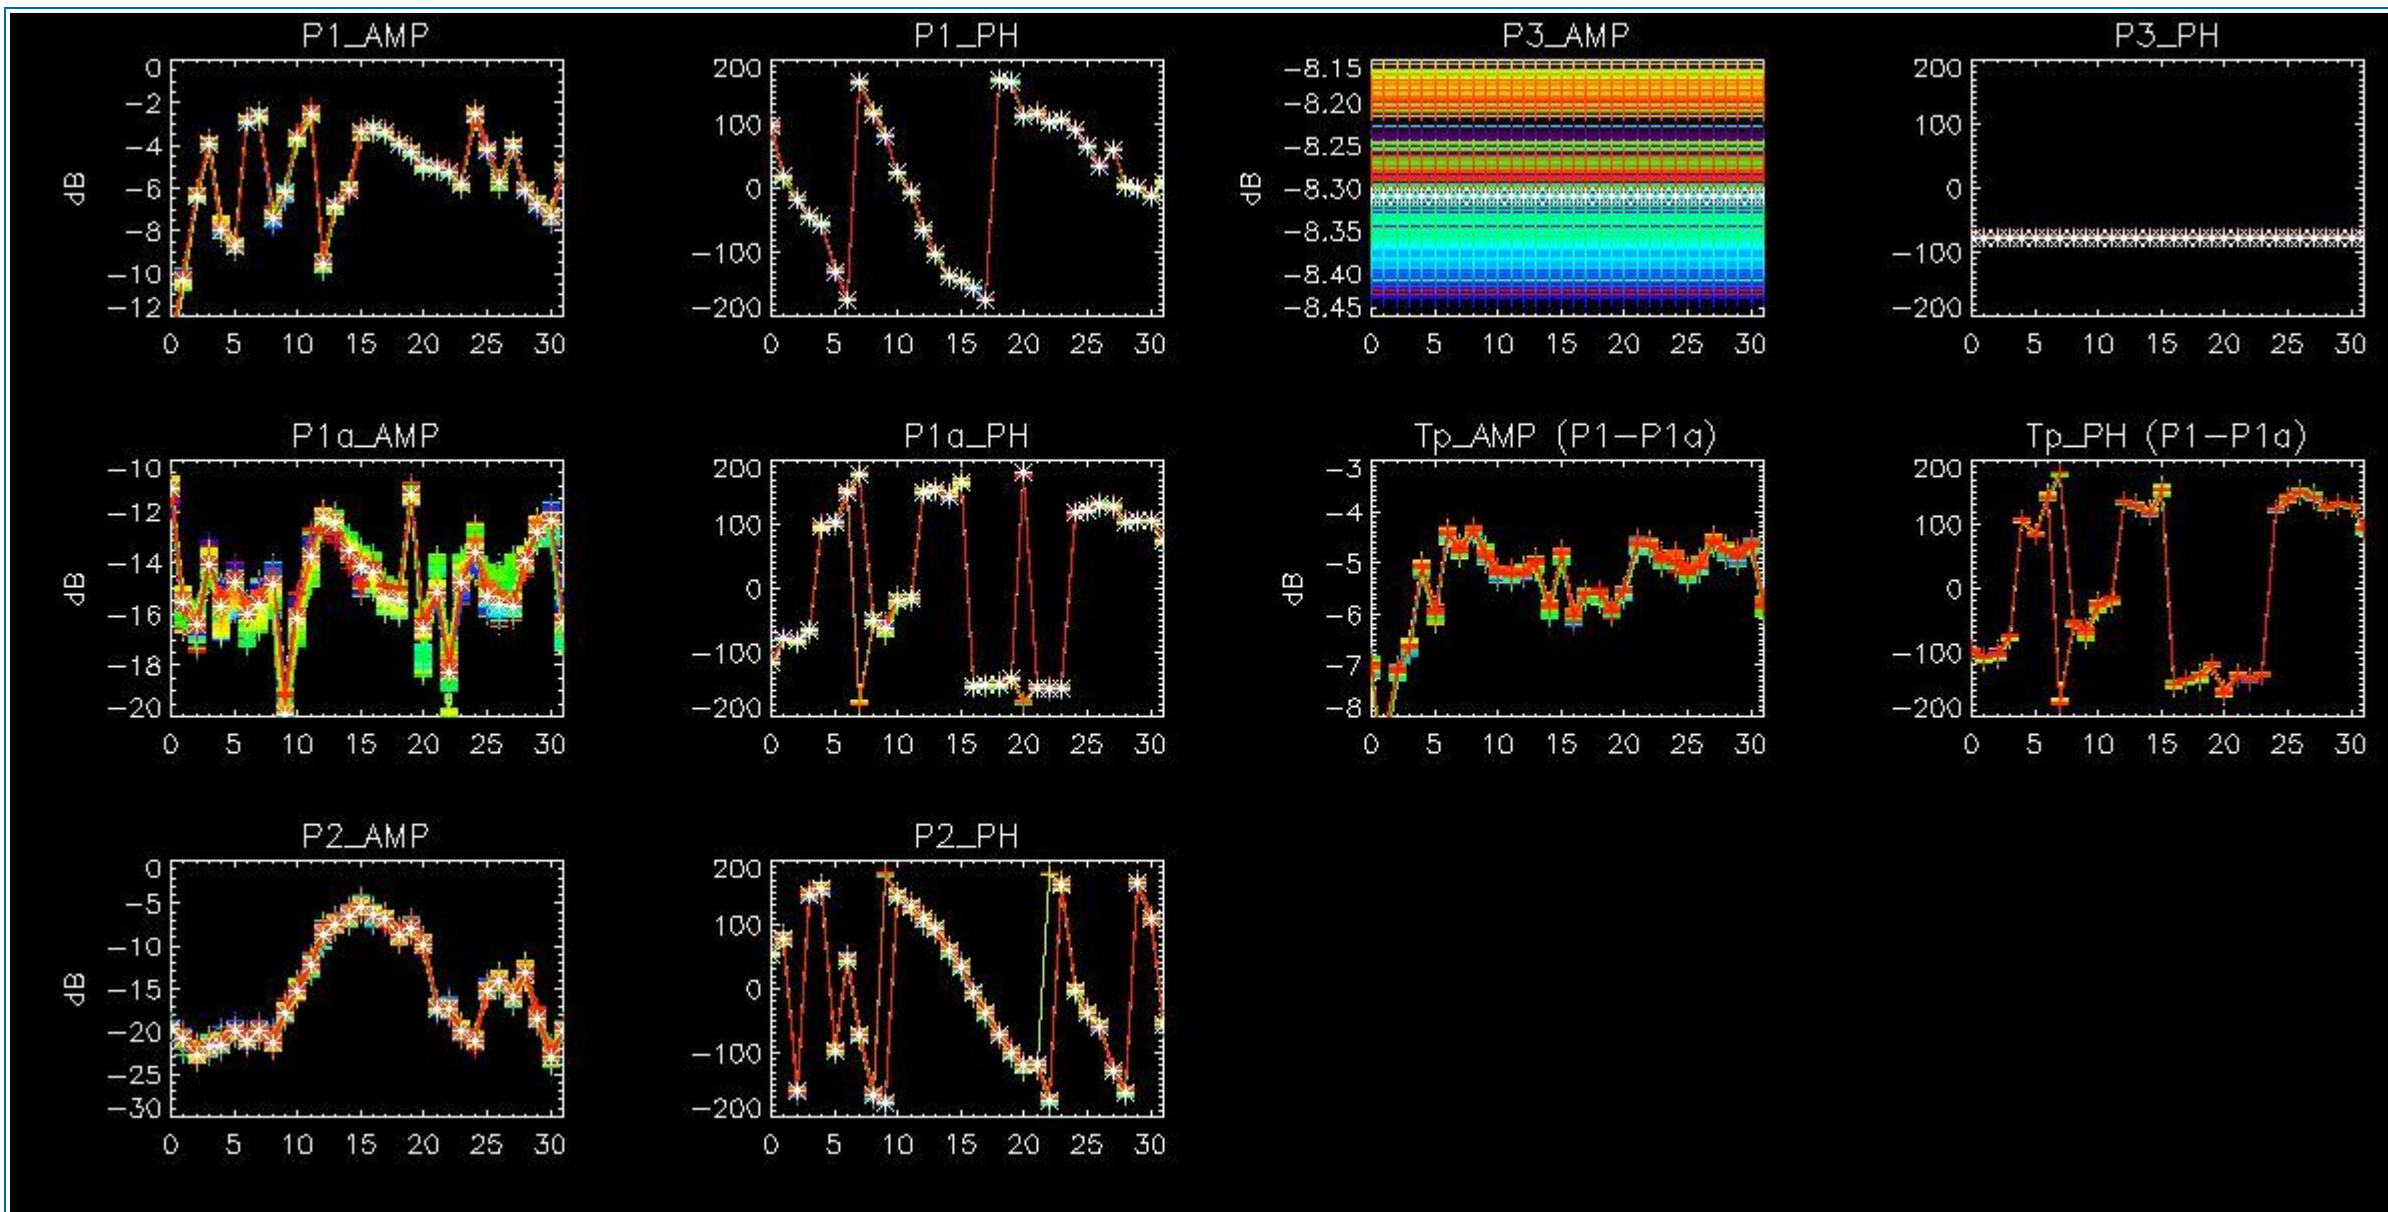 P1_AMP
0
−2
−4
−6
−8
−10
−12
dB
0 5 10 15 20 25 30
P1_PH
200
100
0
−100
−200
0 5 10 15 20 25 30
P3_AMP
−8.15
−8.20
−8.25
−8.30
−8.35
−8.40
−8.45
dB
0 5 10 15 20 25 30
P3_PH
200
100
0
−100
−200
0 5 10 15 20 25 30
P1a_AMP
−10
−12
−14
−16
−18
−20
dB
0 5 10 15 20 25 30
P1a_PH
200
100
0
−100
−200
0 5 10 15 20 25 30
Tp_AMP (P1−P1a)
−3
−4
−5
−6
−7
−8
dB
0 5 10 15 20 25 30
Tp_PH (P1−P1a)
200
100
0
−100
−200
0 5 10 15 20 25 30
P2_AMP
0
−5
−10
−15
−20
−25
−30
dB
0 5 10 15 20 25 30
P2_PH
200
100
0
−100
−200
0 5 10 15 20 25 30